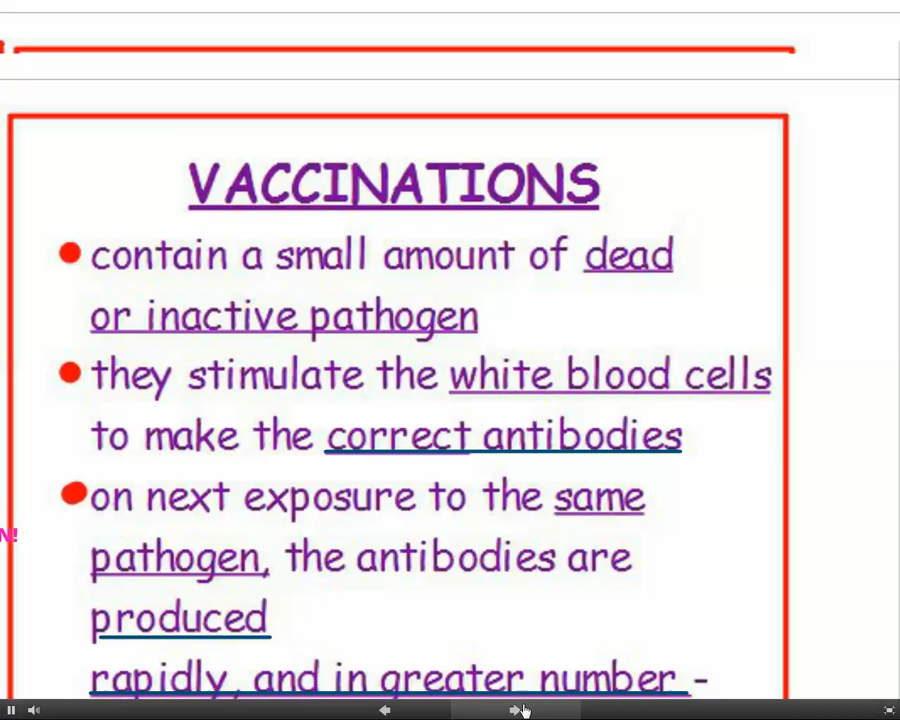 VACCINATIONS
contain a small amount of dead
or inactive pathogen
they stimulate the white blood cells
to make the correct antibodies
on next exposure to the same
N!
pathogen, the antibodies are
produced
rapidly, and in greater number -